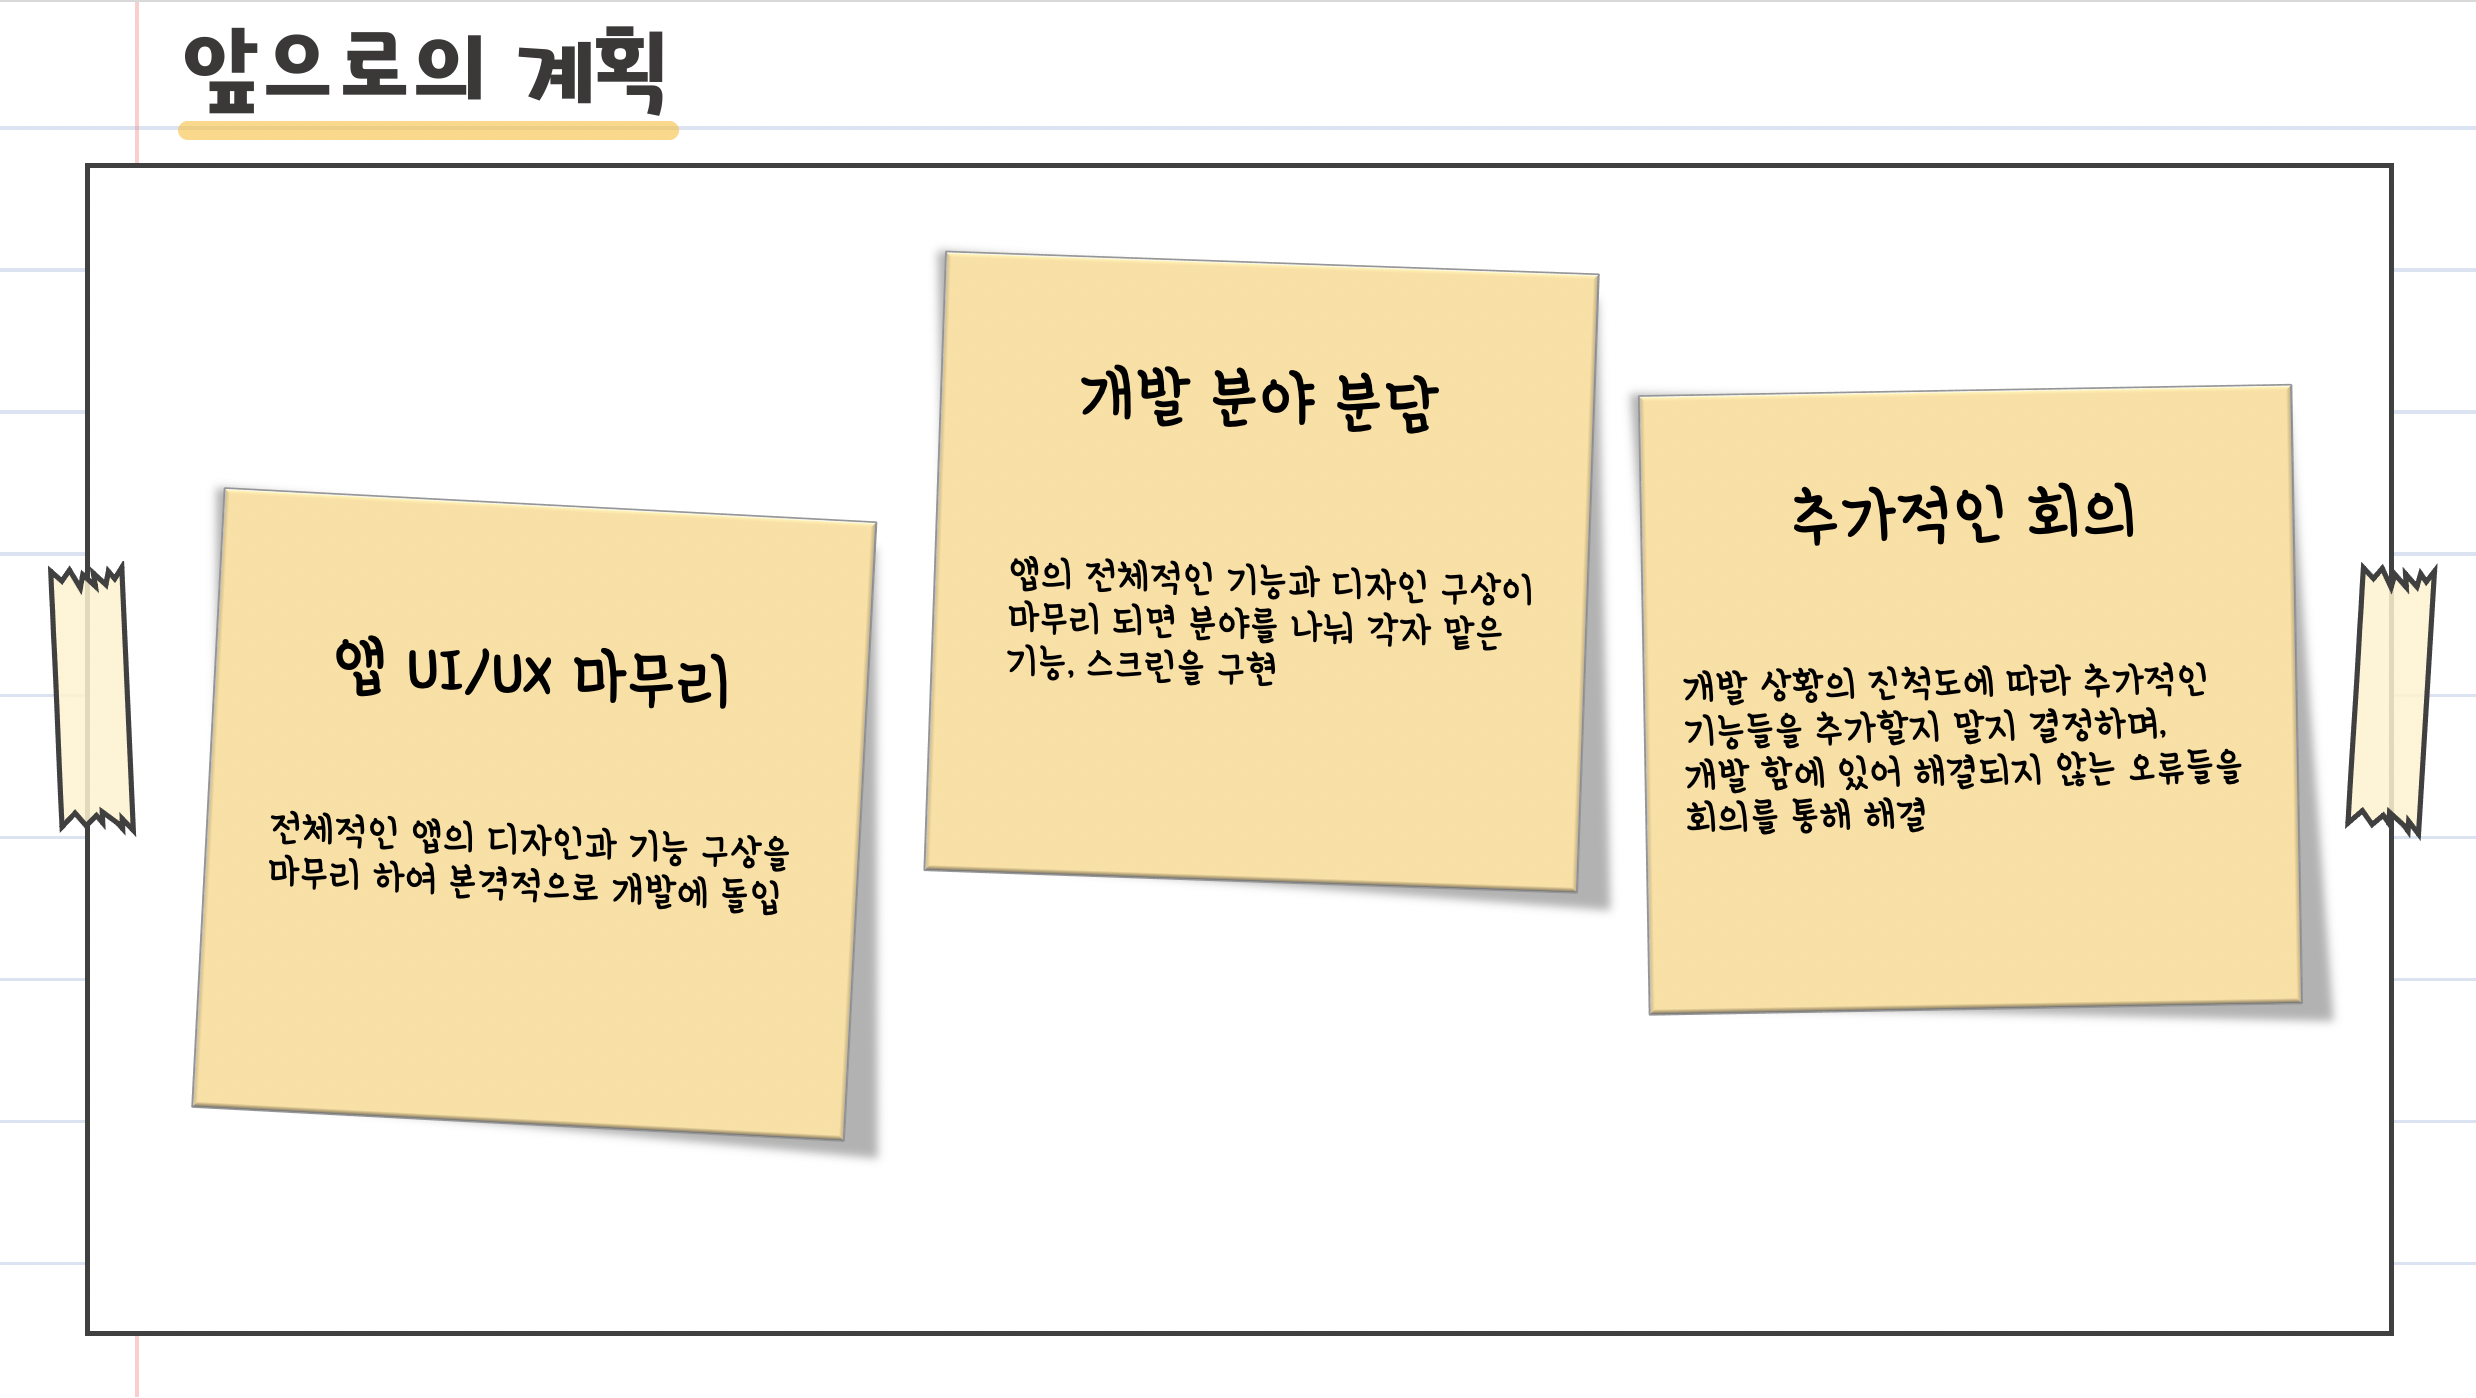 앞으로의 계획
앱 UI/UX 마무리
전체적인 앱의 디자인과 기능 구상을
마무리 하여 본격적으로 개발에 돌입
개발 분야 분담
앱의 전체적인 기능과 디자인 구상이
마무리 되면 분야를 나눠 각자 맡은
기능, 스크린을 구현
추가적인 회의
개발 상황의 진척도에 따라 추가적인
기능들을 추가할지 말지 결정하며,
개발 함에 있어 해결되지 않는 오류들을
회의를 통해 해결